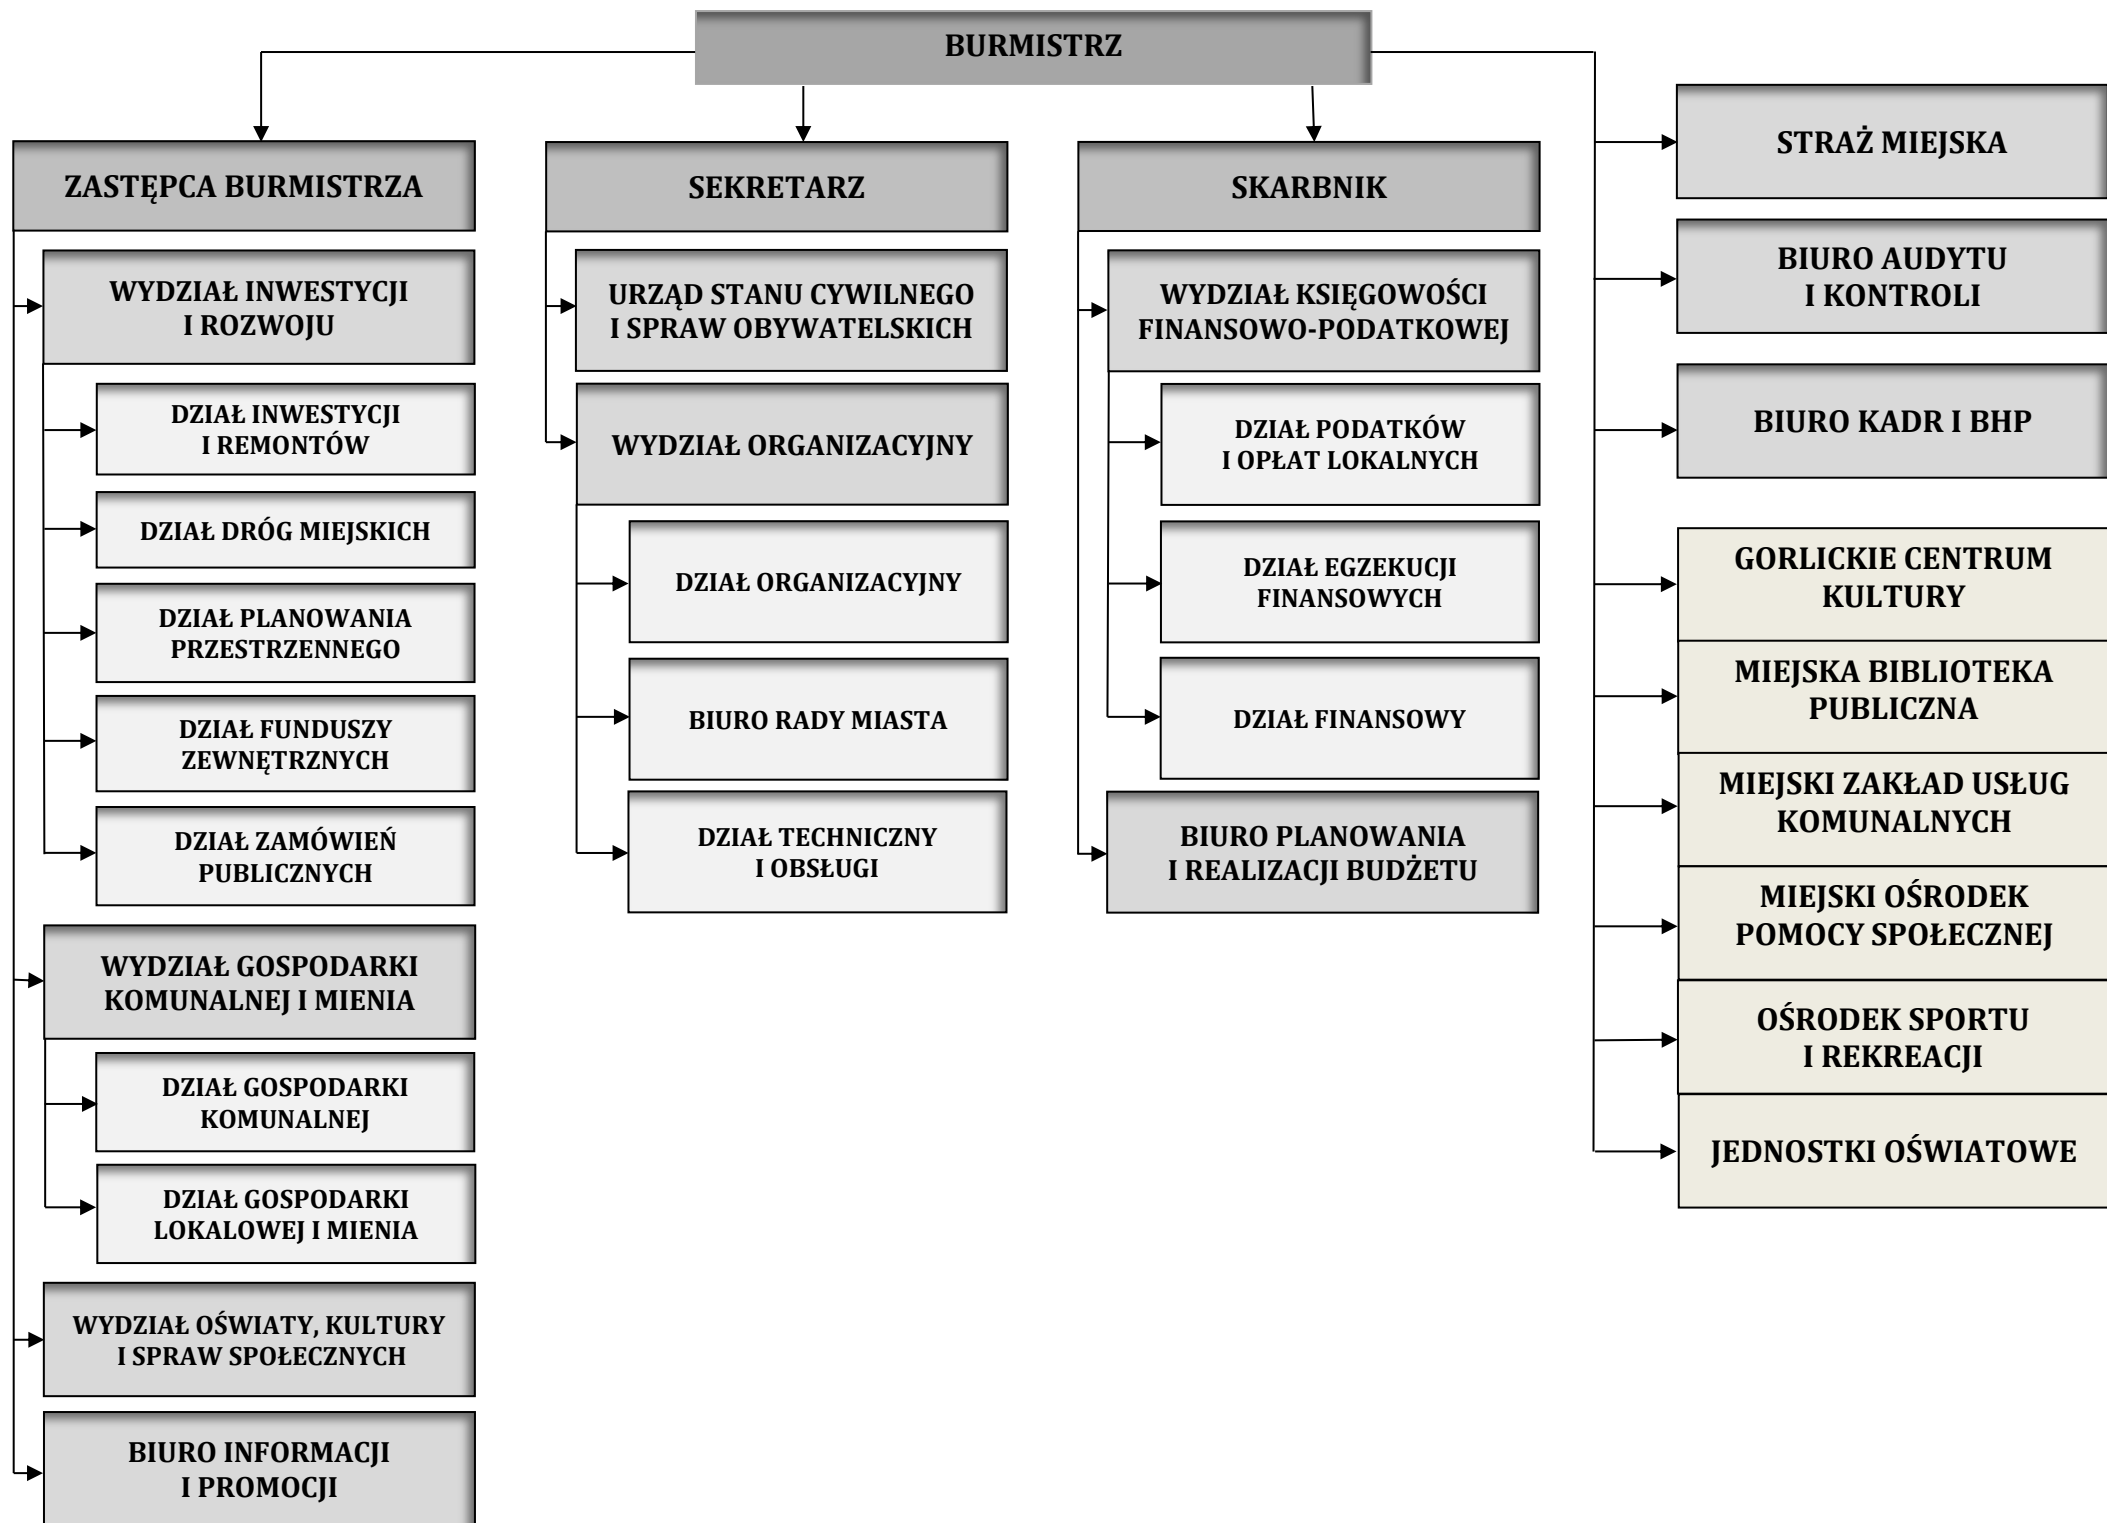 BURMISTRZ
ZASTĘPCA BURMISTRZA
WYDZIAŁ INWESTYCJI
I ROZWOJU
DZIAŁ INWESTYCJI
I REMONTÓW
DZIAŁ DRÓG MIEJSKICH
DZIAŁ PLANOWANIA
PRZESTRZENNEGO
DZIAŁ FUNDUSZY
ZEWNĘTRZNYCH
DZIAŁ ZAMÓWIEŃ
PUBLICZNYCH
WYDZIAŁ GOSPODARKI
KOMUNALNEJ I MIENIA
DZIAŁ GOSPODARKI
KOMUNALNEJ
DZIAŁ GOSPODARKI
LOKALOWEJ I MIENIA
WYDZIAŁ OŚWIATY, KULTURY
I SPRAW SPOŁECZNYCH
BIURO INFORMACJI
I PROMOCJI
SEKRETARZ
URZĄD STANU CYWILNEGO
I SPRAW OBYWATELSKICH
WYDZIAŁ ORGANIZACYJNY
DZIAŁ ORGANIZACYJNY
BIURO RADY MIASTA
DZIAŁ TECHNICZNY
I OBSŁUGI
SKARBNIK
WYDZIAŁ KSIĘGOWOŚCI
FINANSOWO-PODATKOWEJ
DZIAŁ PODATKÓW
I OPŁAT LOKALNYCH
DZIAŁ EGZEKUCJI
FINANSOWYCH
DZIAŁ FINANSOWY
BIURO PLANOWANIA
I REALIZACJI BUDŻETU
STRAŻ MIEJSKA
BIURO AUDYTU
I KONTROLI
BIURO KADR I BHP
GORLICKIE CENTRUM
KULTURY
MIEJSKA BIBLIOTEKA
PUBLICZNA
MIEJSKI ZAKŁAD USŁUG
KOMUNALNYCH
MIEJSKI OŚRODEK
POMOCY SPOŁECZNEJ
OŚRODEK SPORTU
I REKREACJI
JEDNOSTKI OŚWIATOWE